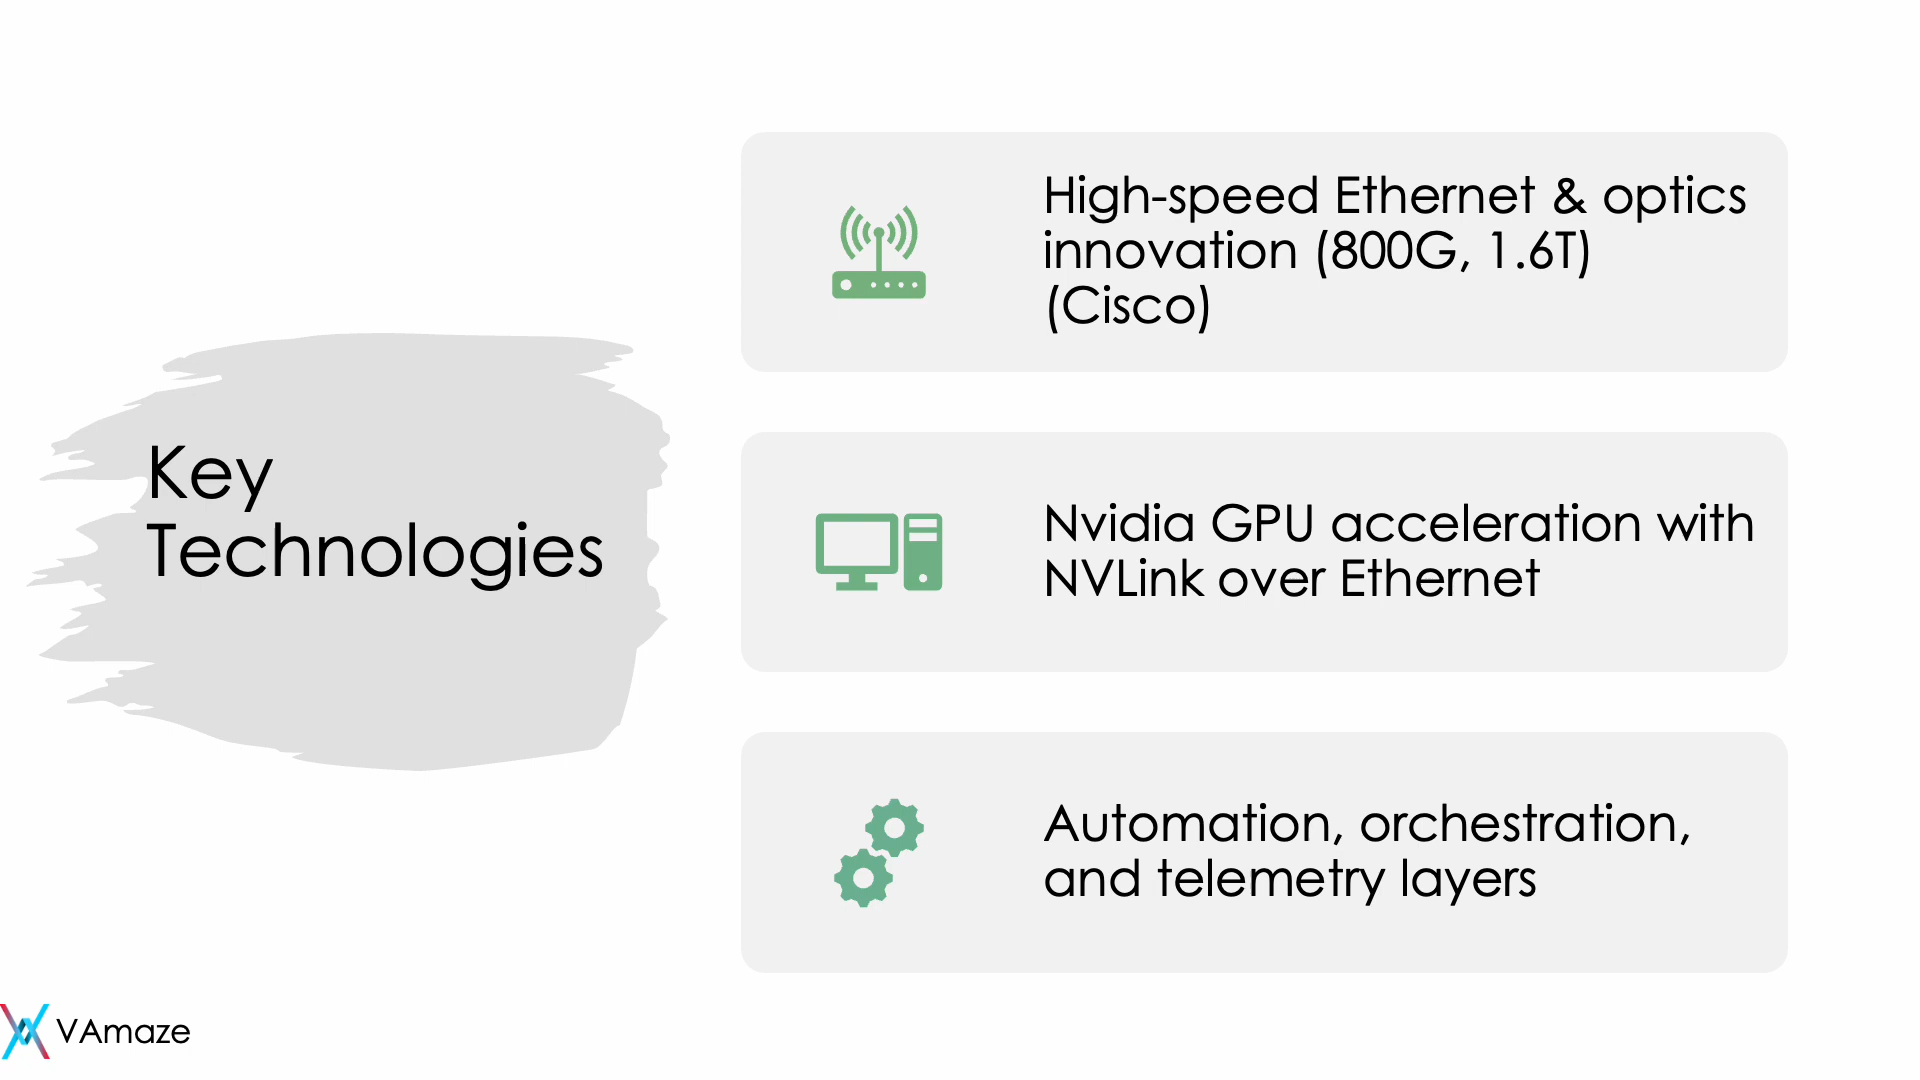 Key
Technologies
High-speed Ethernet & optics
innovation (800G, 1.6T)
(Cisco)
Nvidia GPU acceleration with
NVLink over Ethernet
Automation, orchestration,
and telemetry layers
VAmaze